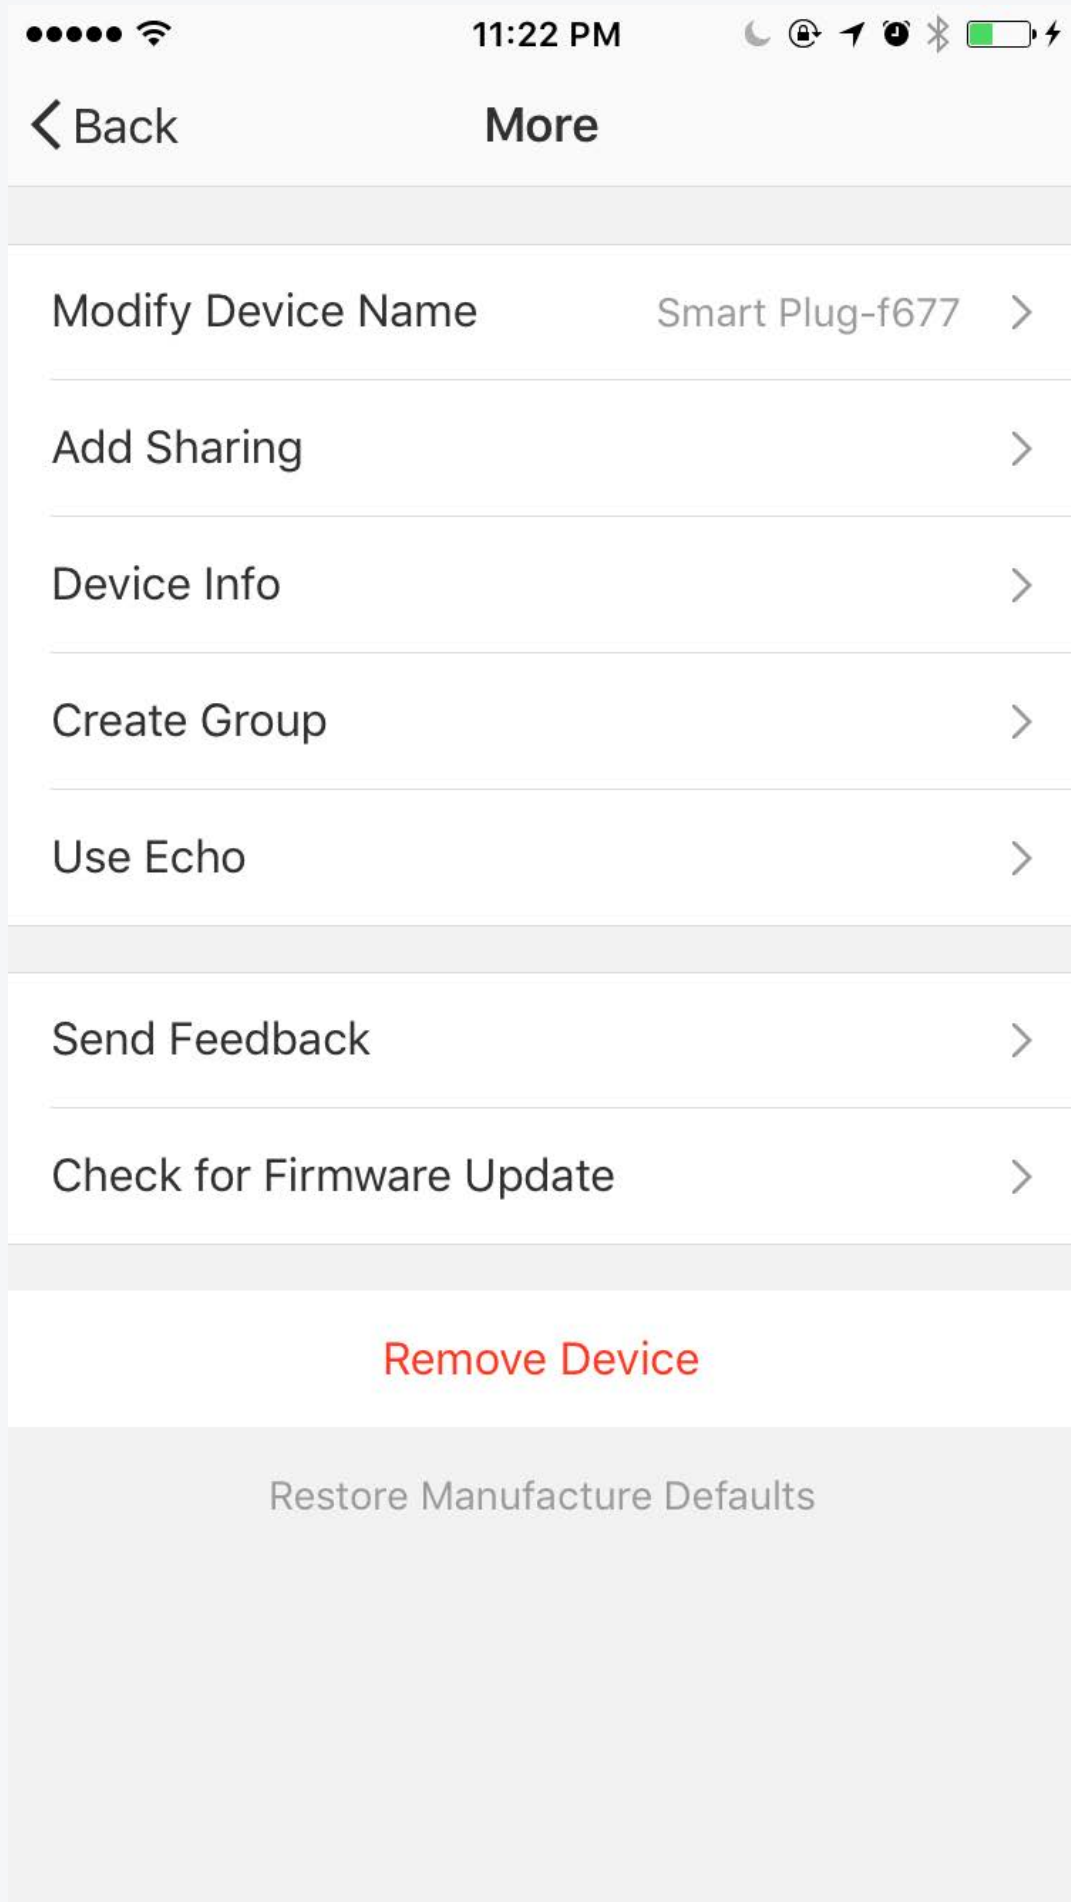 11:22 PM
Back
More
Modify Device Name Smart Plug-f677
Add Sharing
Device Info
Create Group
Use Echo
Send Feedback
Check for Firmware Update
Remove Device
Restore Manufacture Defaults